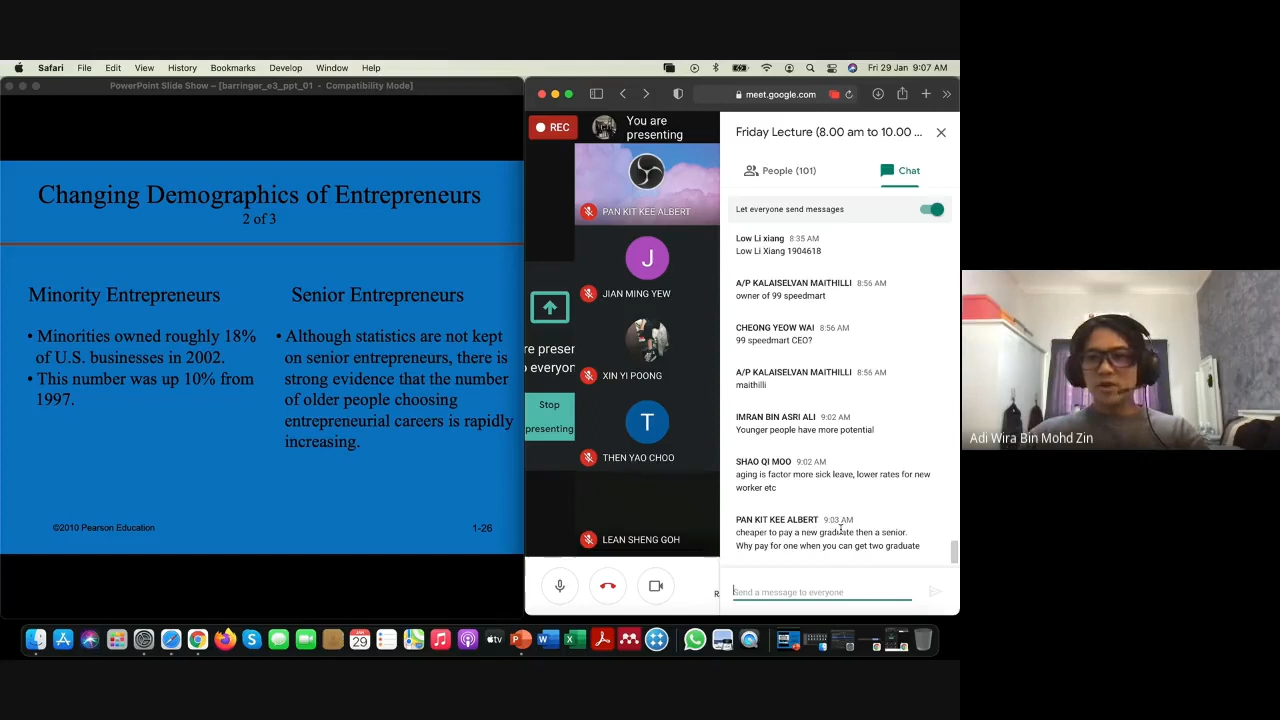 Safari File Edit View History Bookmarks Develop Window Help Fri 29 Jan 9:07 AM
PowerPoint Slide Show – [barringer_e3_ppt_01 - Compatibility Mode]
Changing Demographics of Entrepreneurs
2 of 3
Minority Entrepreneurs
• Minorities owned roughly 18%
of U.S. businesses in 2002.
• This number was up 10% from
1997.
Senior Entrepreneurs
• Although statistics are not kept
on senior entrepreneurs, there is
strong evidence that the number
of older people choosing
entrepreneurial careers is rapidly
increasing.
©2010 Pearson Education
1-26
meet.google.com
REC
You are
presenting
re presen
o everyon
Stop
presenting
PAN KIT KEE ALBERT
J
JIAN MING YEW
XIN YI POONG
T
THEN YAO CHOO
LEAN SHENG GOH
R
Friday Lecture (8.00 am to 10.00 ...
People (101)
Chat
Let everyone send messages
Low Li xiang 8:35 AM
Low Li Xiang 1904618
A/P KALAISELVAN MAITHILLI 8:56 AM
owner of 99 speedmart
CHEONG YEOW WAI 8:56 AM
99 speedmart CEO?
A/P KALAISELVAN MAITHILLI 8:56 AM
maithilli
IMRAN BIN ASRI ALI 9:02 AM
Younger people have more potential
SHAO QI MOO 9:02 AM
aging is factor more sick leave, lower rates for new
worker etc
PAN KIT KEE ALBERT 9:03 AM
cheaper to pay a new graduate then a senior.
Why pay for one when you can get two graduate
Send a message to everyone
Adi Wira Bin Mohd Zin
JAN
29
tv